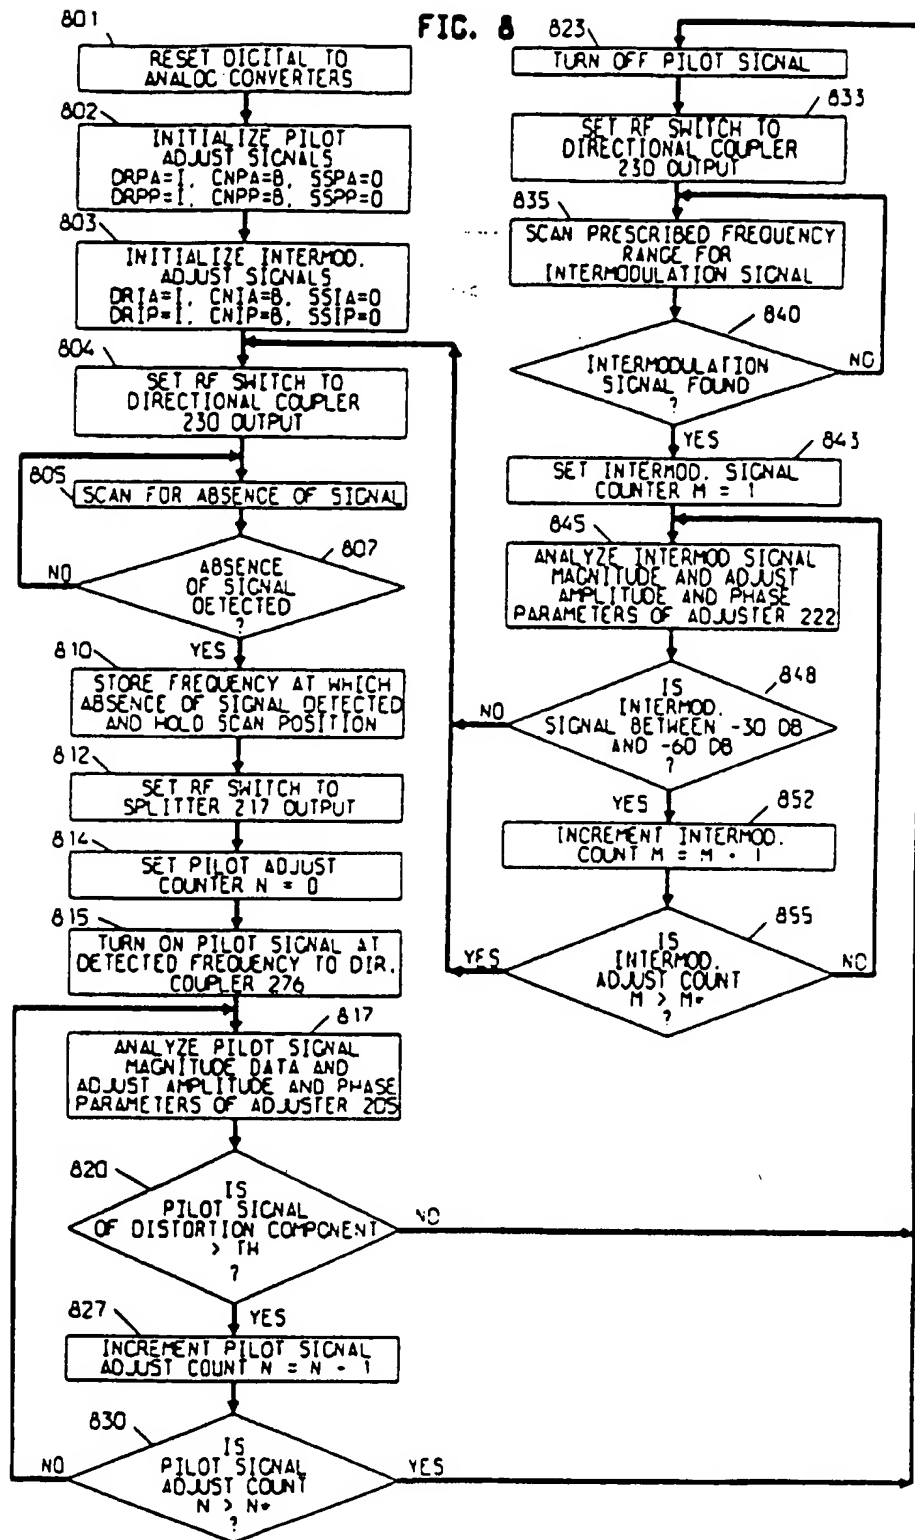 FIG. 8
801
RESET DIGITAL TO
ANALOG CONVERTERS
802
INITIALIZE PILOT
ADJUST SIGNALS
DRPA=I, CNPA=B, SSPA=0
DRPP=I, CNPP=B, SSPP=0
803
INITIALIZE INTERMOD.
ADJUST SIGNALS
DRIA=I, CNIA=B, SSIA=0
DRIP=I, CNIP=B, SSIP=0
804
SET RF SWITCH TO
DIRECTIONAL COUPLER
230 OUTPUT
805
SCAN FOR ABSENCE OF SIGNAL
807
ABSENCE
OF SIGNAL
DETECTED
?
NO
YES
810
STORE FREQUENCY AT WHICH
ABSENCE OF SIGNAL DETECTED
AND HOLD SCAN POSITION
812
SET RF SWITCH TO
SPLITTER 217 OUTPUT
814
SET PILOT ADJUST
COUNTER N = 0
815
TURN ON PILOT SIGNAL AT
DETECTED FREQUENCY TO DIR.
COUPLER 276
817
ANALYZE PILOT SIGNAL
MAGNITUDE DATA AND
ADJUST AMPLITUDE AND PHASE
PARAMETERS OF ADJUSTER 205
820
IS
PILOT SIGNAL
OF DISTORTION COMPONENT
> TH
?
NO
YES
827
INCREMENT PILOT SIGNAL
ADJUST COUNT N = N - 1
830
IS
PILOT SIGNAL
ADJUST COUNT
N > N*
?
NO
YES
823
TURN OFF PILOT SIGNAL
833
SET RF SWITCH TO
DIRECTIONAL COUPLER
230 OUTPUT
835
SCAN PRESCRIBED FREQUENCY
RANGE FOR
INTERMODULATION SIGNAL
840
INTERMODULATION
SIGNAL FOUND
?
NO
YES
843
SET INTERMOD. SIGNAL
COUNTER M = 1
845
ANALYZE INTERMOD SIGNAL
MAGNITUDE AND ADJUST
AMPLITUDE AND PHASE
PARAMETERS OF ADJUSTER 222
848
IS
INTERMOD.
SIGNAL BETWEEN -30 DB
AND -60 DB
?
NO
YES
852
INCREMENT INTERMOD.
COUNT M = M · 1
855
IS
INTERMOD.
ADJUST COUNT
M > M*
?
YES
NO